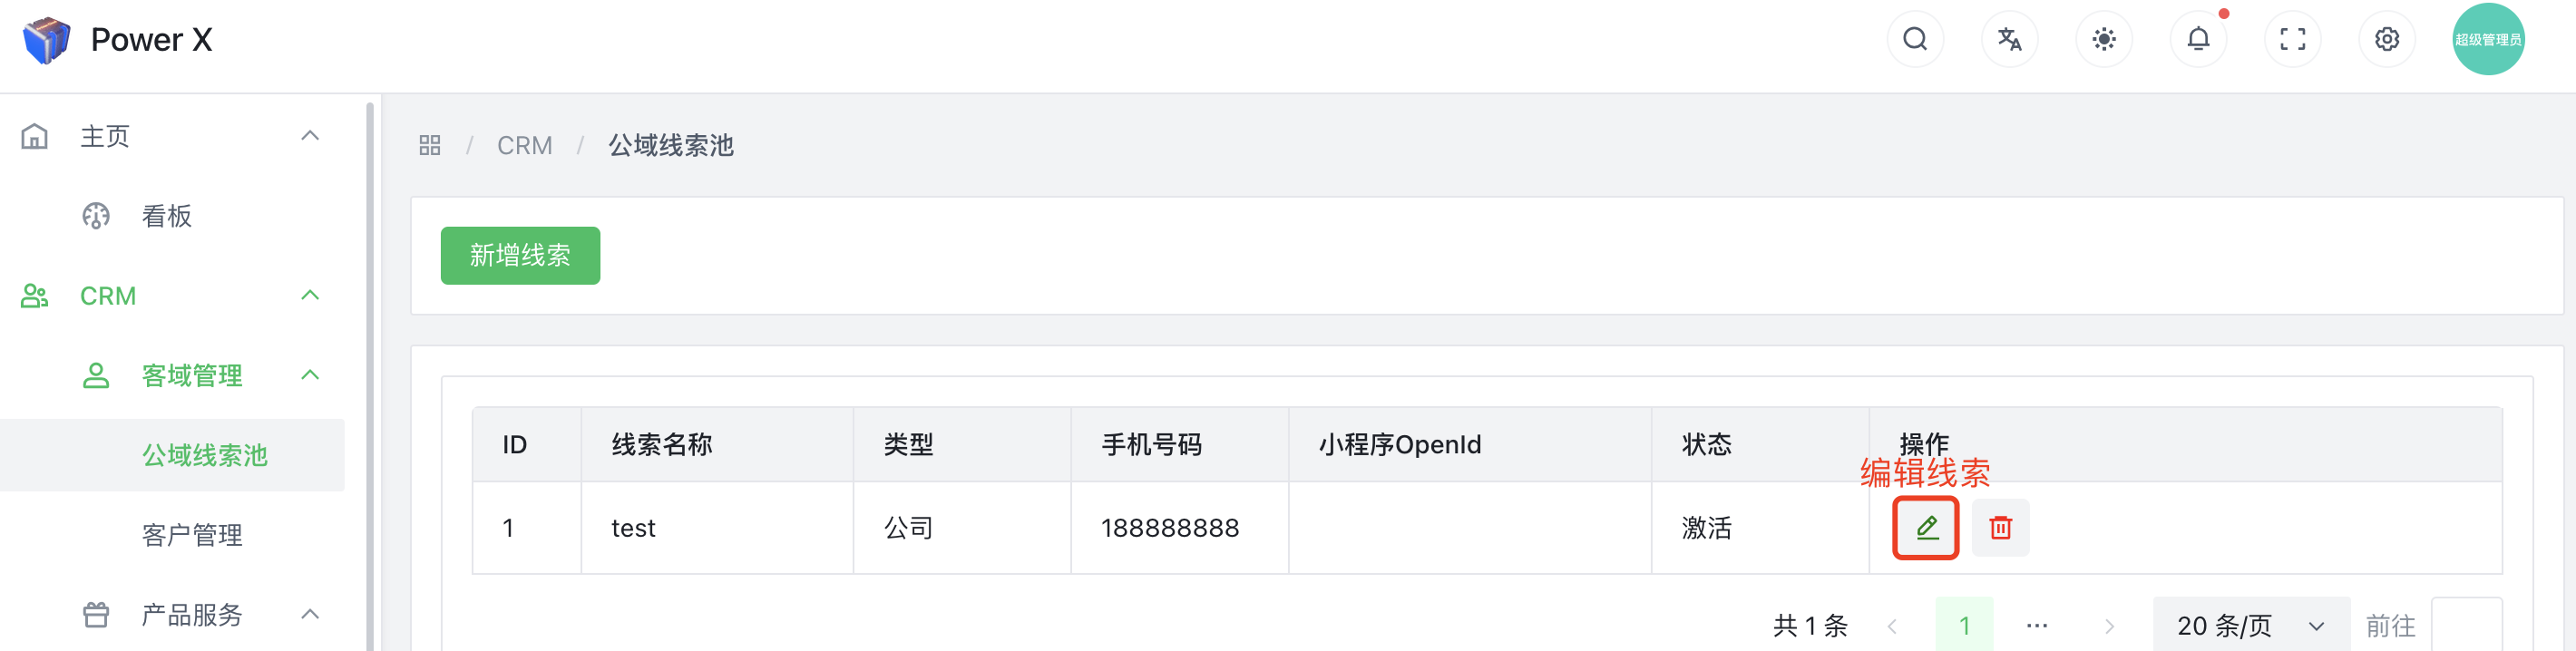 Power X
超级管理员
主页
看板
CRM
客域管理
公域线索池
客户管理
产品服务
/ CRM / 公域线索池
新增线索
ID 线索名称 类型 手机号码 小程序OpenId 状态 操作
编辑线索
1 test 公司 188888888 激活
共 1 条 1 ··· 20 条/页 前往